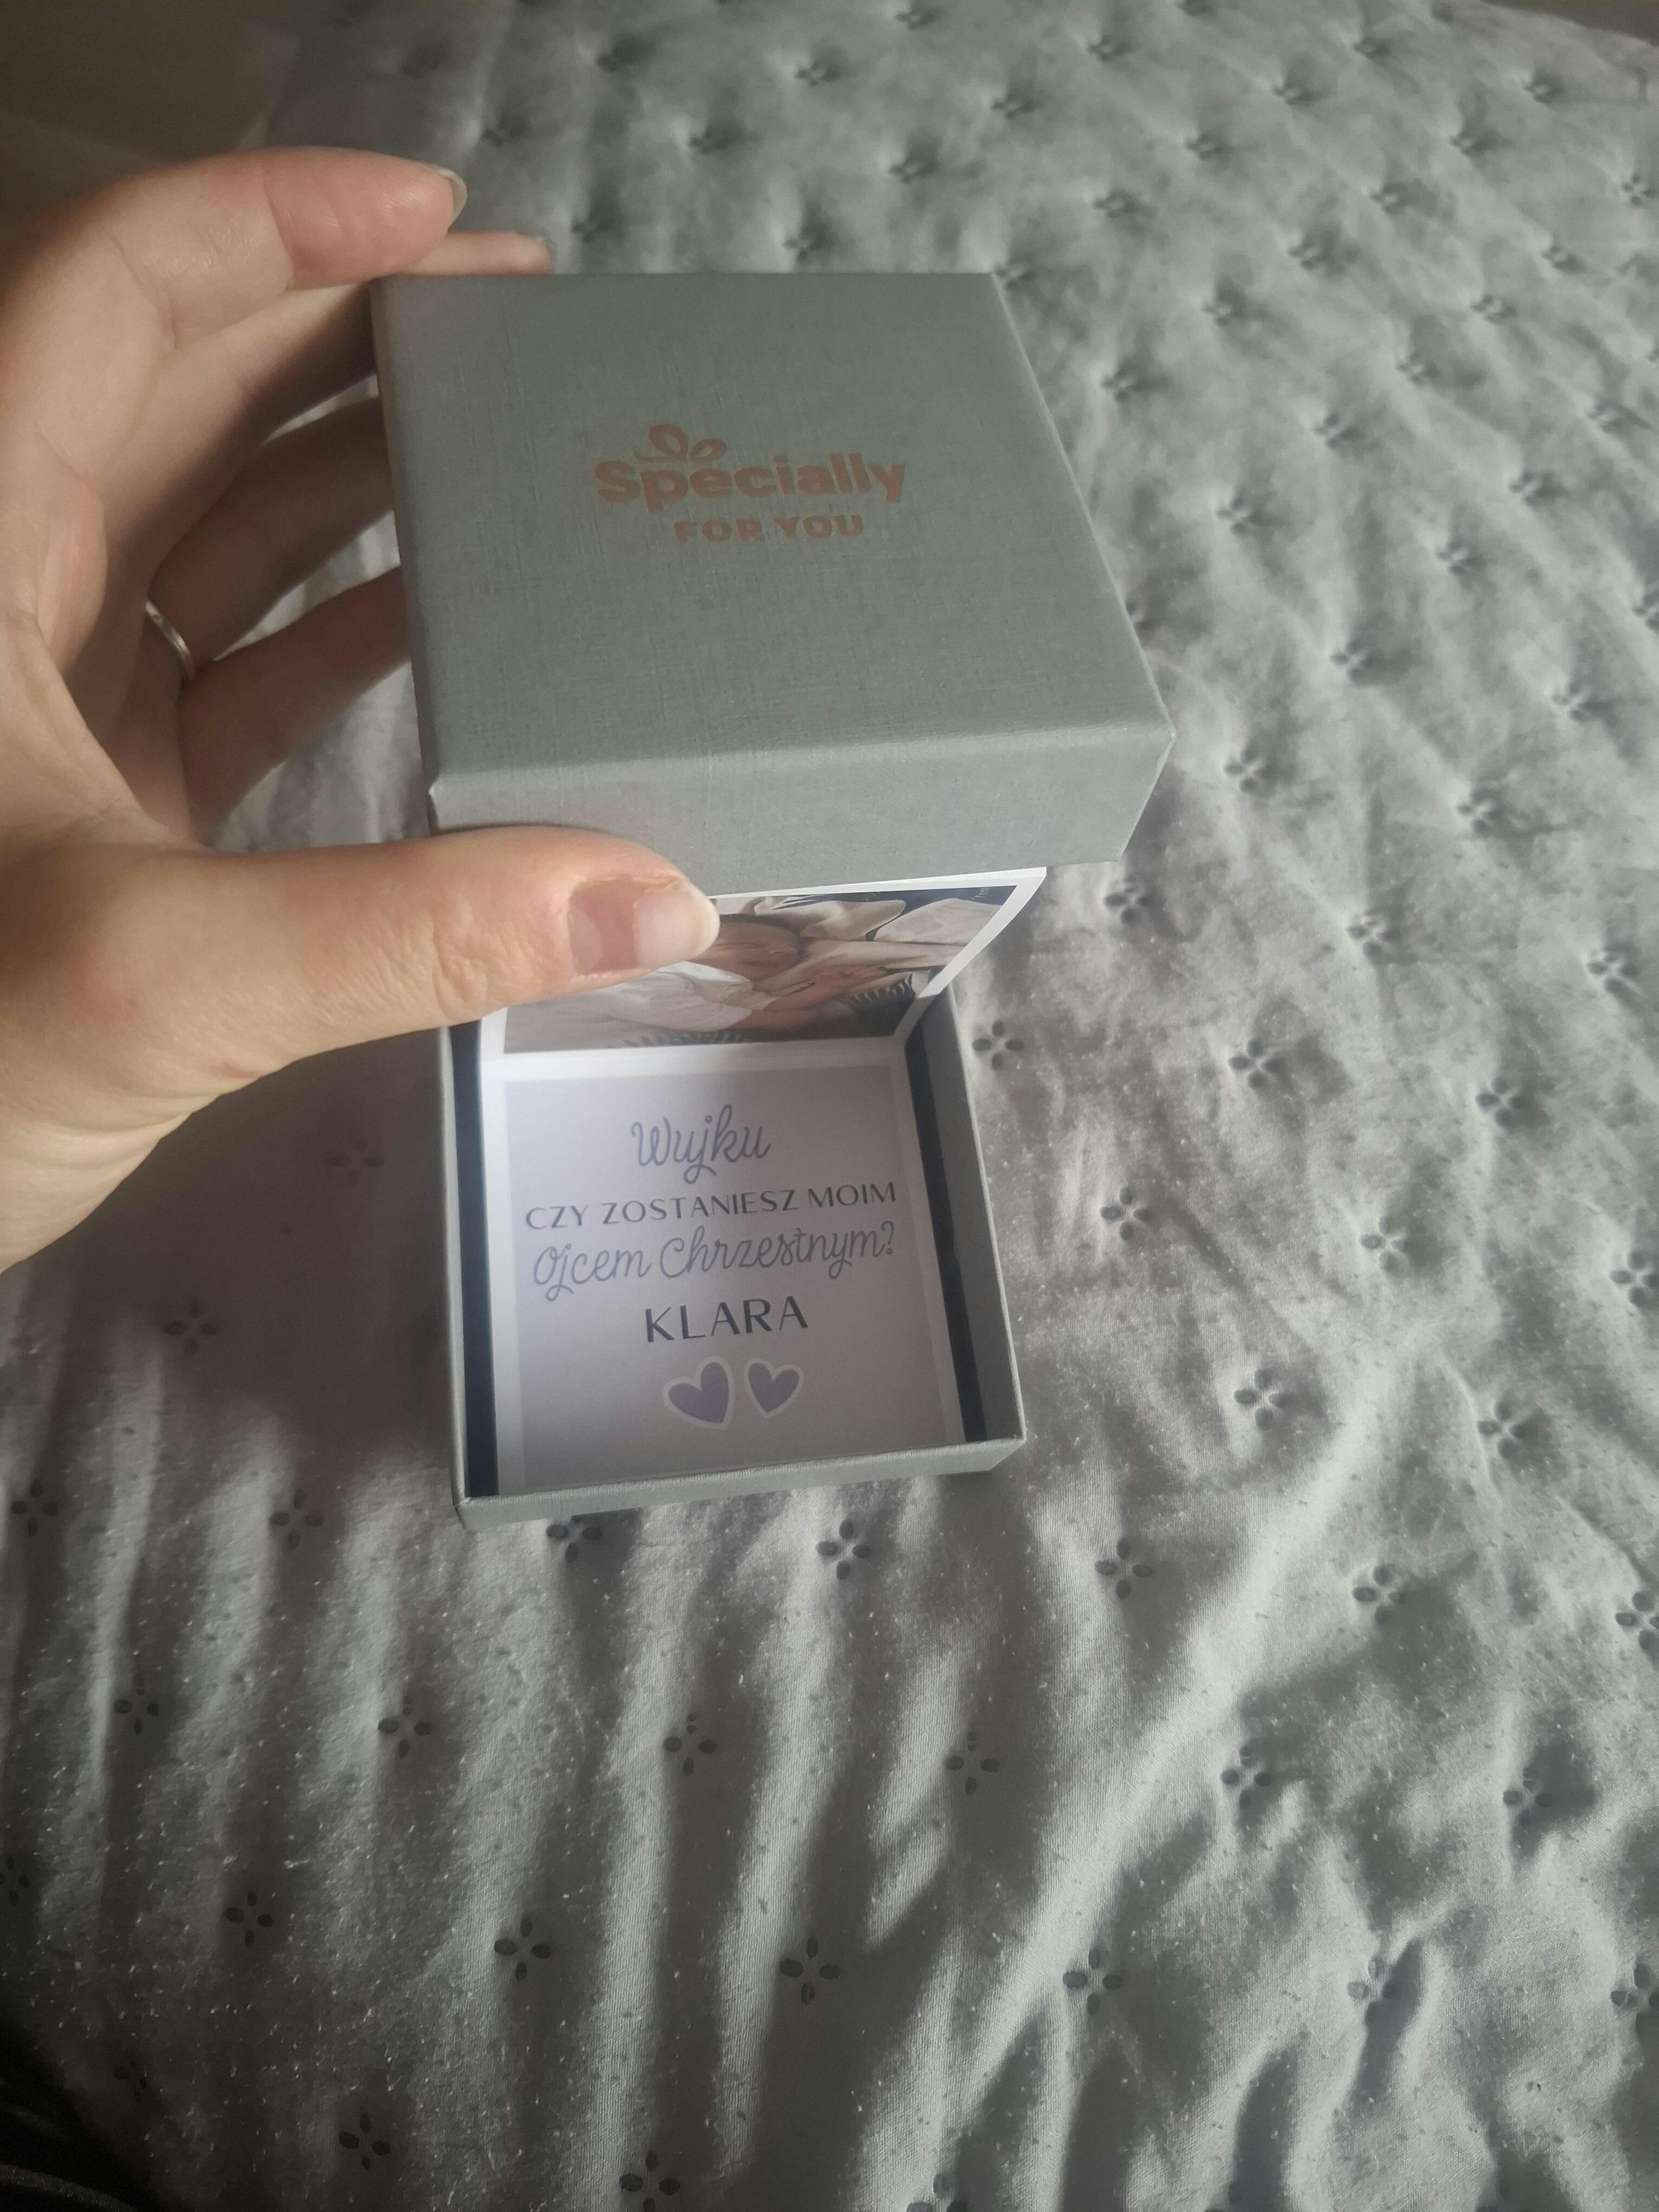 Specially
FOR YOU
Wujku
CZY ZOSTANIESZ MOIM
Ojcem Chrzestnym?
KLARA